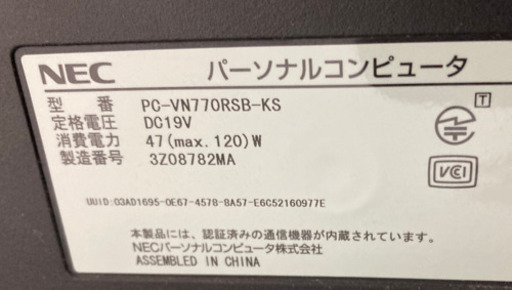 NEC パーソナルコンピュータ
型 番 PC-VN770RSB-KS
定格電圧 DC19V
消費電力 47(max.120)W
製造番号 3Z08782MA
T
VCI
UUID:03AD1695-0E67-4578-8A57-E6C52160977E
本製品には、認証済みの通信機器が内蔵されています。
NECパーソナルコンピュータ株式会社
ASSEMBLED IN CHINA